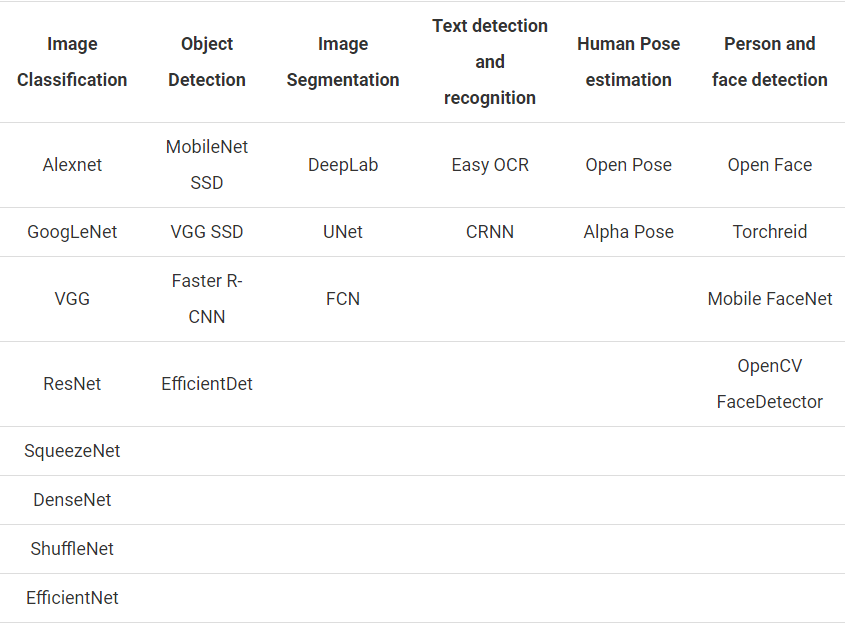 Image Classification | Object Detection | Image Segmentation | Text detection and recognition | Human Pose estimation | Person and face detection
Alexnet | MobileNet SSD | DeepLab | Easy OCR | Open Pose | Open Face
GoogLeNet | VGG SSD | UNet | CRNN | Alpha Pose | Torchreid
VGG | Faster R-CNN | FCN | | | Mobile FaceNet
ResNet | EfficientDet | | | | OpenCV FaceDetector
SqueezeNet
DenseNet
ShuffleNet
EfficientNet